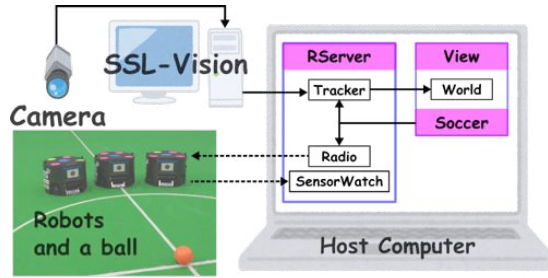 SSL-Vision
Camera
RServer
Tracker
Radio
SensorWatch
View
World
Soccer
Robots
and a ball
Host Computer